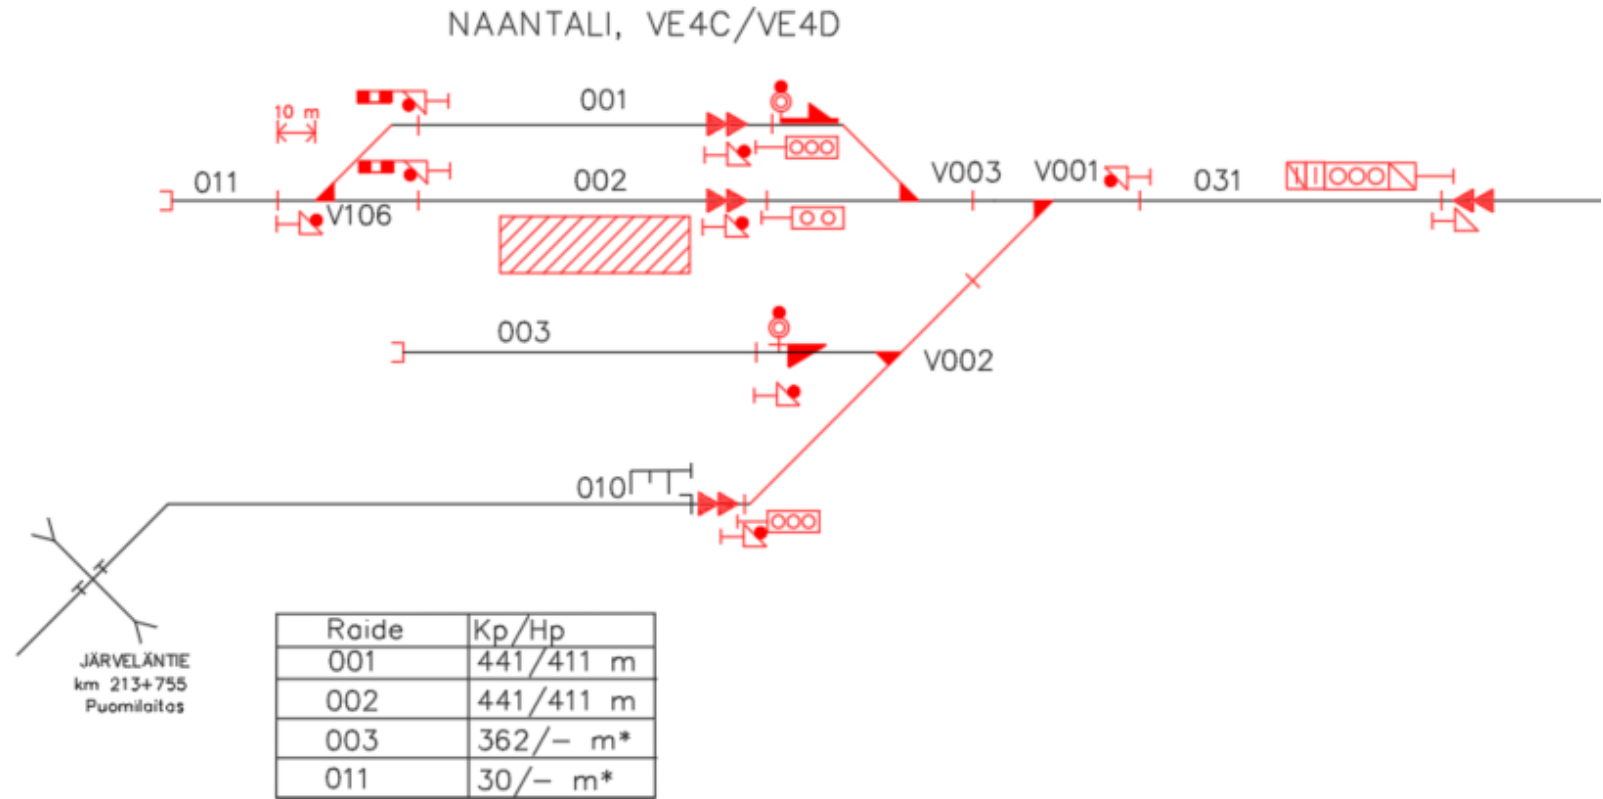 NAANTALI, VE4C/VE4D
10 m
001
011
V106
002
V003
V001
031
003
V002
010
JÄRVELÄNTIE
km 213+755
Puomilaitos
Raide Kp/Hp
001 441/411 m
002 441/411 m
003 362/– m*
011 30/– m*